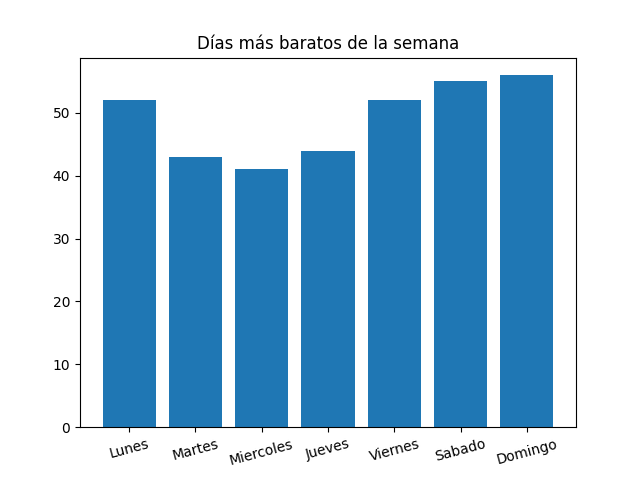 Días más baratos de la semana
50
40
30
20
10
0
Lunes
Martes
Miercoles
Jueves
Viernes
Sabado
Domingo